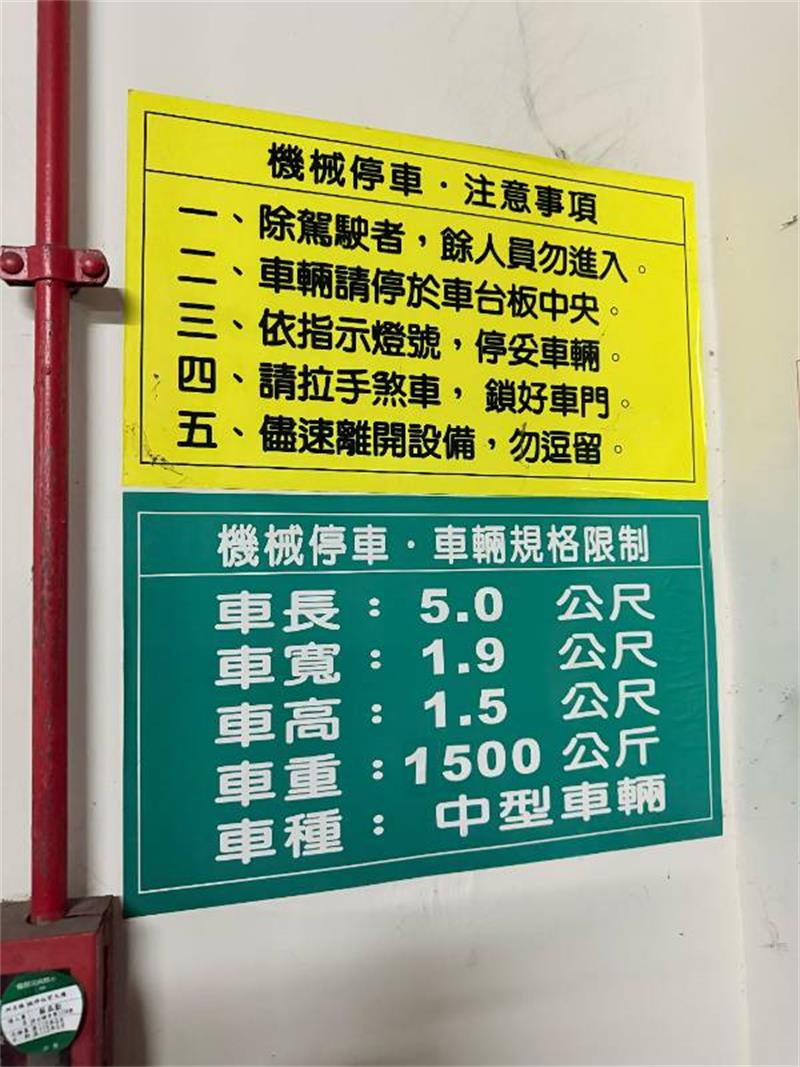 機械停車・注意事項
一、除駕駛者，餘人員勿進入。
二、車輛請停於車台板中央。
三、依指示燈號，停妥車輛。
四、請拉手煞車，鎖好車門。
五、儘速離開設備，勿逗留。
機械停車・車輛規格限制
車長：5.0 公尺
車寬：1.9 公尺
車高：1.5 公尺
車重：1500 公斤
車種：中型車輛